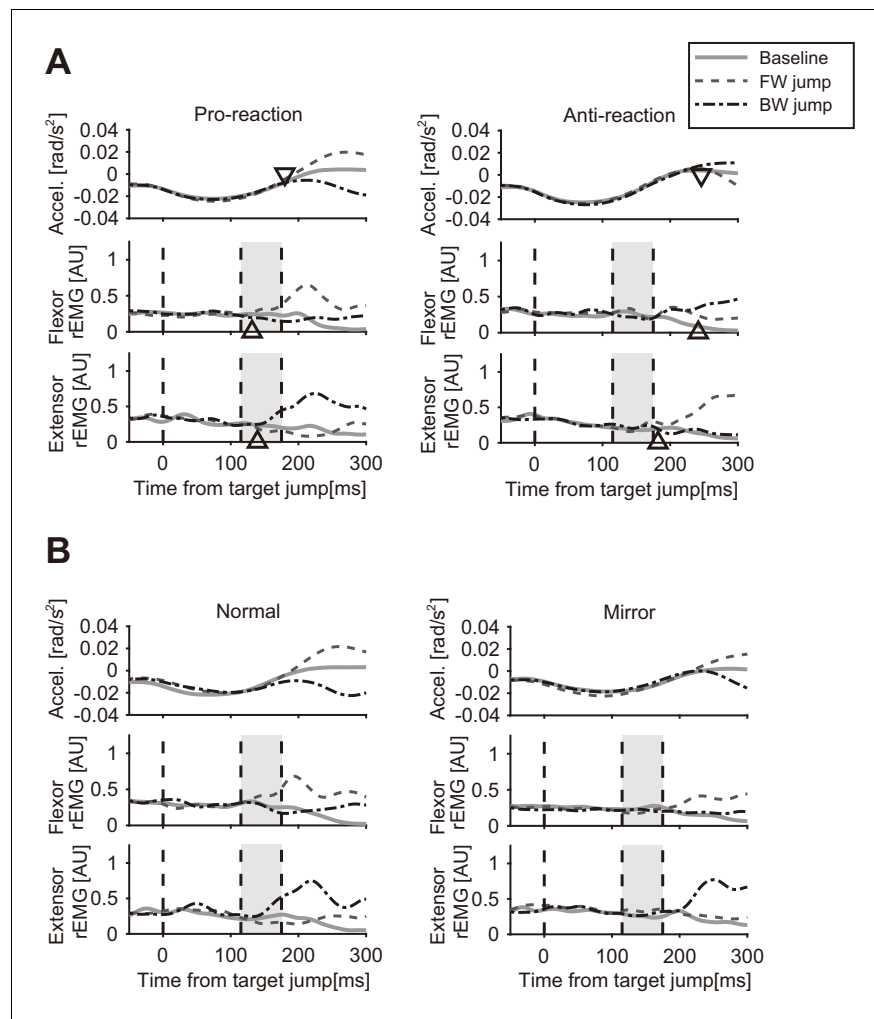 A
Baseline
FW jump
BW jump
Pro-reaction
Anti-reaction
Accel. [rad/s²]
0.04
0.02
0
-0.02
-0.04
Accel. [rad/s²]
0.04
0.02
0
-0.02
-0.04
Flexor
rEMG [AU]
1
0.5
0
Flexor
rEMG [AU]
1
0.5
0
Extensor
rEMG [AU]
1
0.5
0
Extensor
rEMG [AU]
1
0.5
0
0 100 200 300
Time from target jump[ms]
0 100 200 300
Time from target jump[ms]
B
Normal
Mirror
Accel. [rad/s²]
0.04
0.02
0
-0.02
-0.04
Accel. [rad/s²]
0.04
0.02
0
-0.02
-0.04
Flexor
rEMG [AU]
1
0.5
0
Flexor
rEMG [AU]
1
0.5
0
Extensor
rEMG [AU]
1
0.5
0
Extensor
rEMG [AU]
1
0.5
0
0 100 200 300
Time from target jump[ms]
0 100 200 300
Time from target jump[ms]